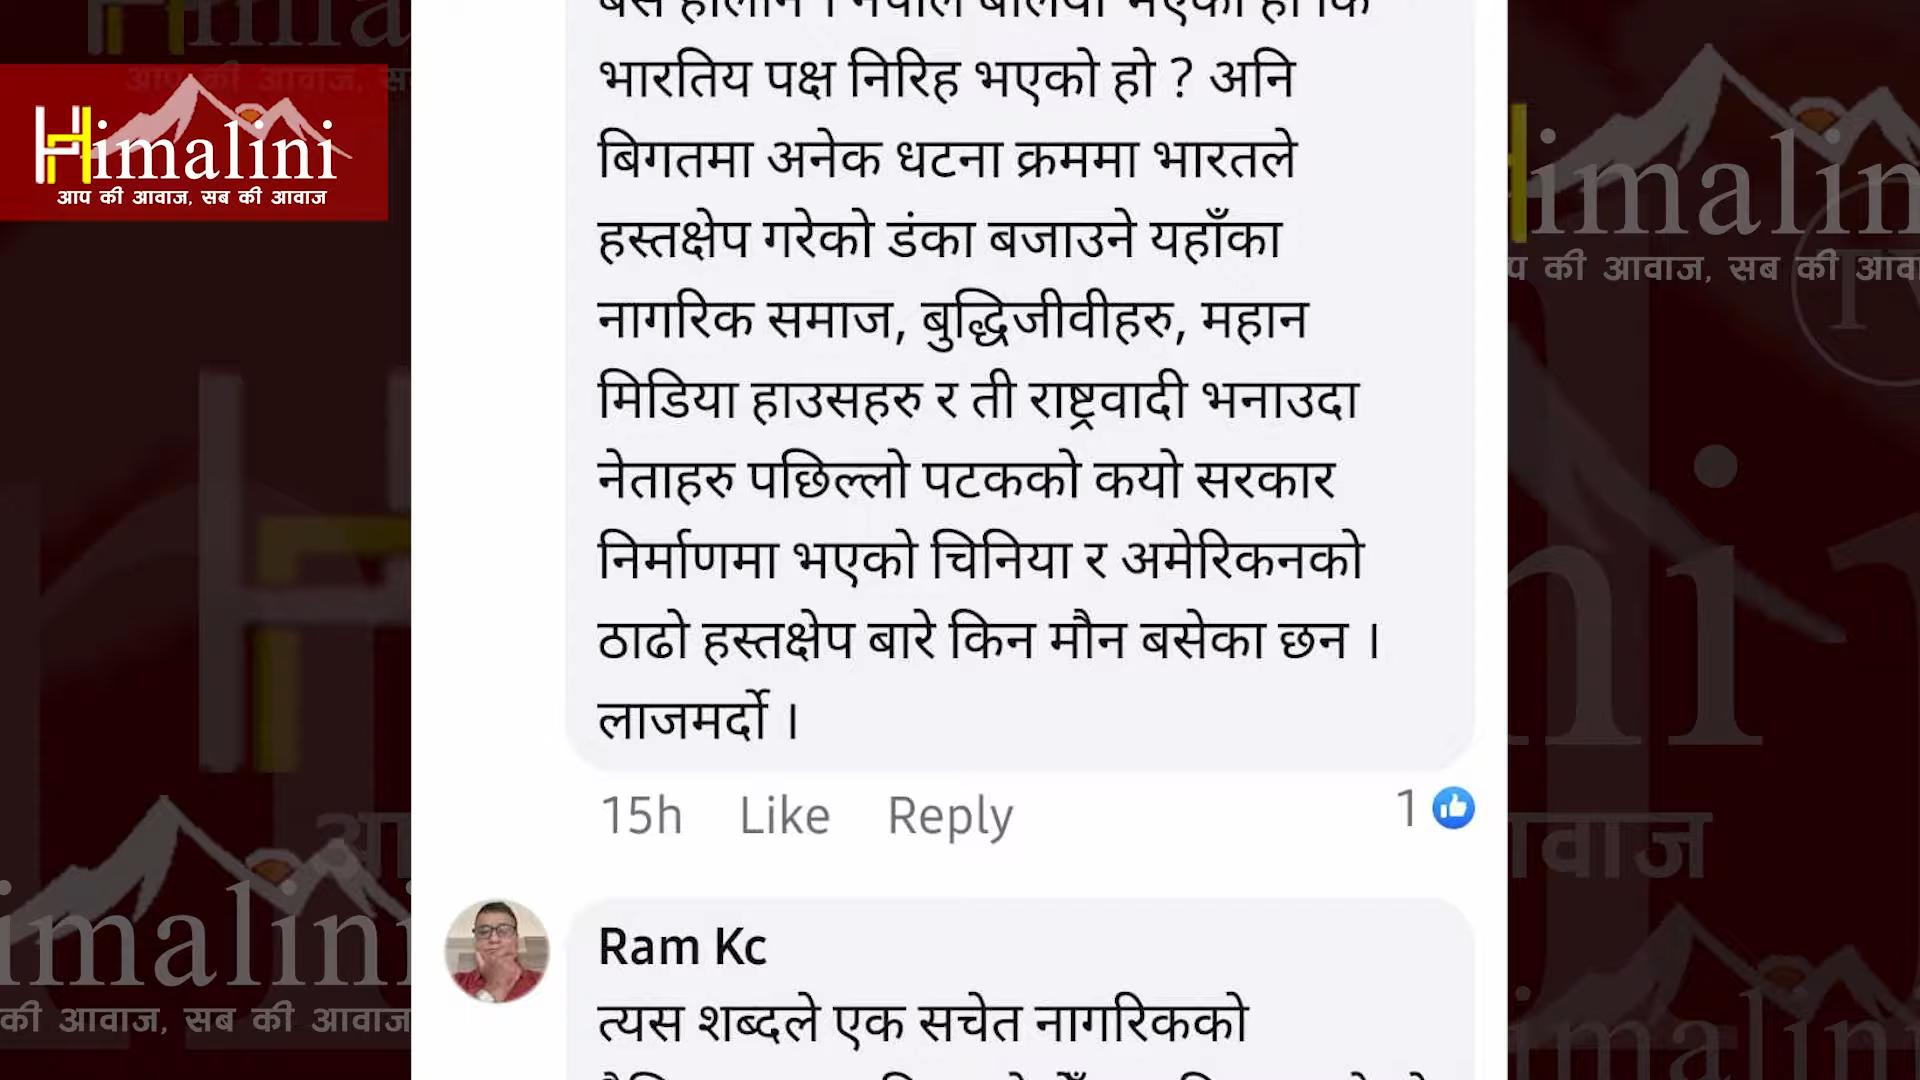 Himalini
आप की आवाज, सब की आवाज
भारतिय पक्ष निरिह भएको हो ? अनि
बिगतमा अनेक धटना क्रममा भारतले
हस्तक्षेप गरेको डंका बजाउने यहाँका
नागरिक समाज, बुद्धिजीवीहरु, महान
मिडिया हाउसहरु र ती राष्ट्रवादी भनाउदा
नेताहरु पछिल्लो पटकको कयो सरकार
निर्माणमा भएको चिनिया र अमेरिकनको
ठाढो हस्तक्षेप बारे किन मौन बसेका छन ।
लाजमर्दो ।
15h Like Reply 1
Ram Kc
त्यस शब्दले एक सचेत नागरिकको